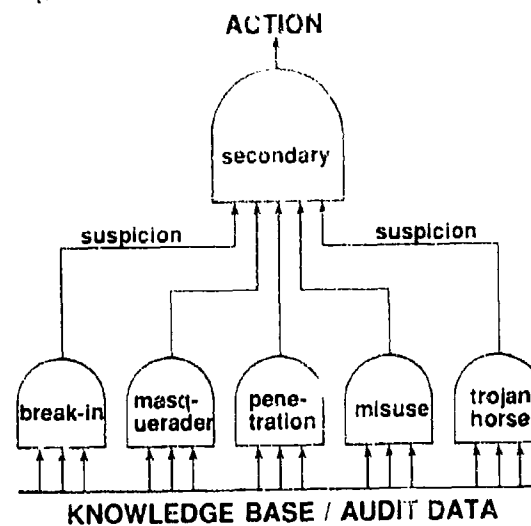 ACTION
secondary
suspicion
suspicion
break-in
masq-
uerader
pene-
tration
misuse
trojan
horse
KNOWLEDGE BASE / AUDIT DATA